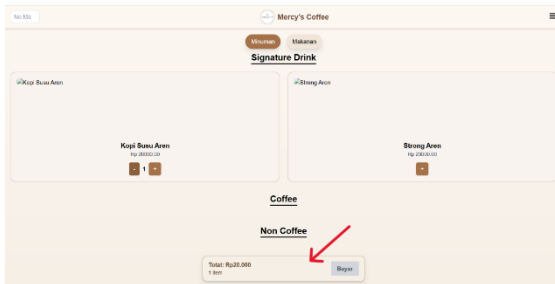 No.Me
Mercy's Coffee
Minuman
Makanan
Signature Drink
Kopi Susu Aren
Strong Aren
Kopi Susu Aren
Rp 20000.00
- 1 +
Strong Aren
Rp 20000.00
+
Coffee
Non Coffee
Total: Rp20.000
1 item
Bayar